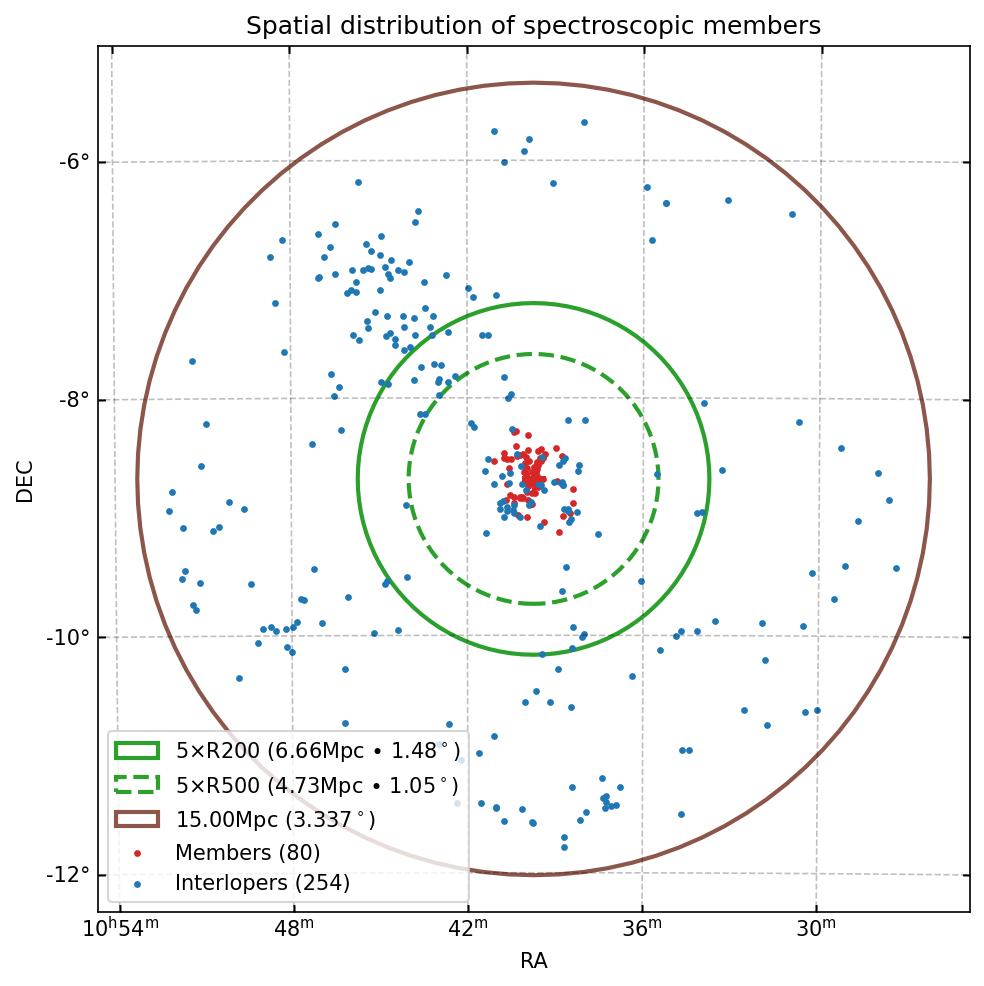 Spatial distribution of spectroscopic members
-6°
-8°
-10°
-12°
DEC
5×R200 (6.66Mpc • 1.48°)
5×R500 (4.73Mpc • 1.05°)
15.00Mpc (3.337°)
Members (80)
Interlopers (254)
10ʰ54ᵐ 48ᵐ 42ᵐ 36ᵐ 30ᵐ
RA